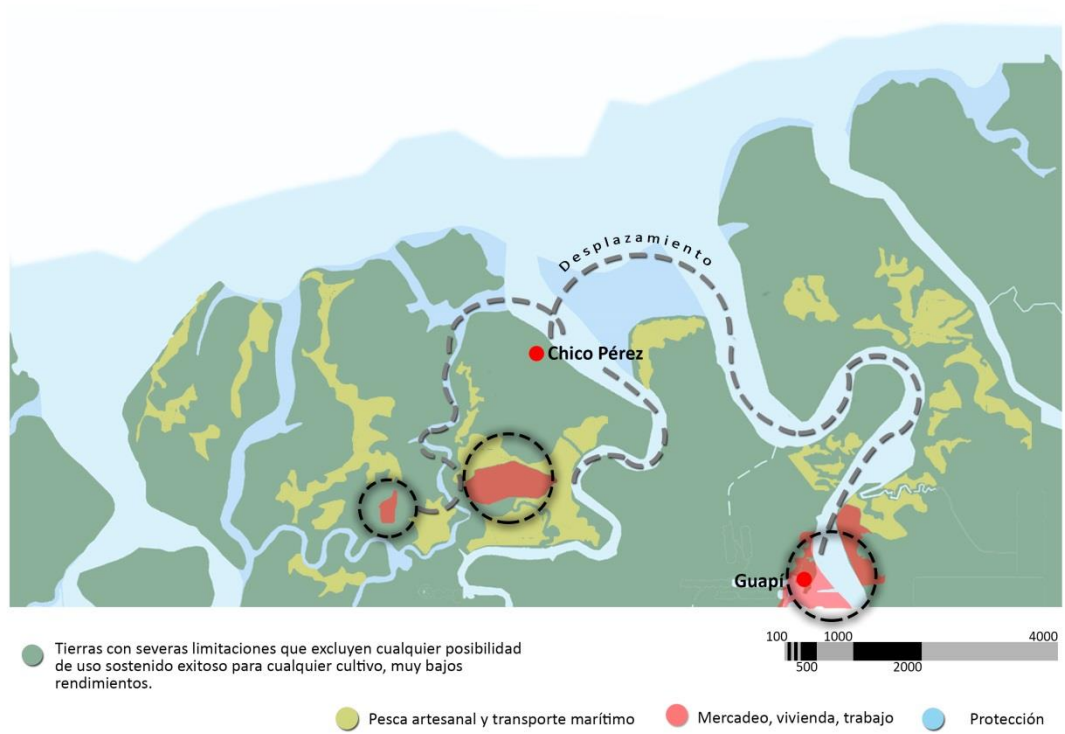 Desplazamiento
Chico Pérez
Guapí
100 1000 4000
500 2000
Tierras con severas limitaciones que excluyen cualquier posibilidad
de uso sostenido exitoso para cualquier cultivo, muy bajos
rendimientos.
Pesca artesanal y transporte marítimo
Mercadeo, vivienda, trabajo
Protección